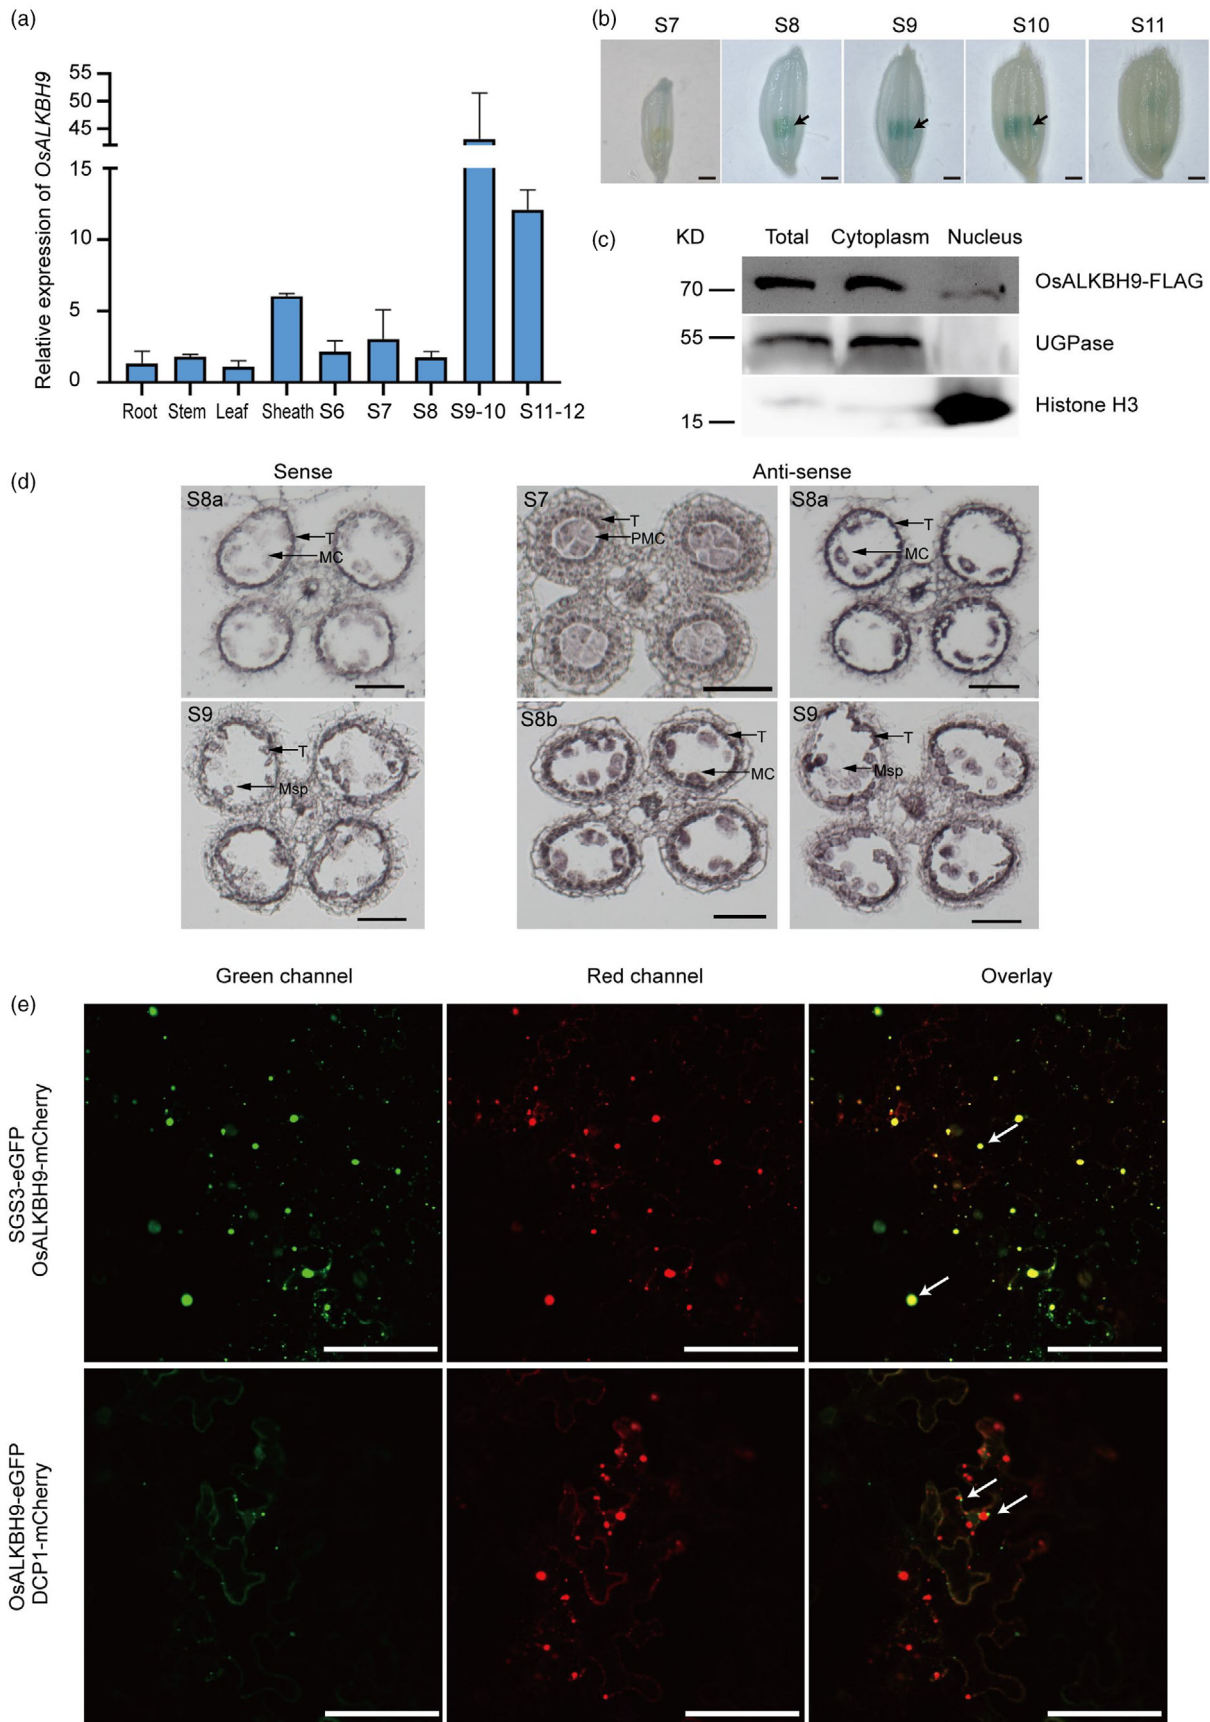 (a)
Relative expression of OsALKBH9
55
50
45
15
10
5
0
Root Stem Leaf Sheath S6 S7 S8 S9-10 S11-12
(b)
S7 S8 S9 S10 S11
(c)
KD Total Cytoplasm Nucleus
70 OsALKBH9-FLAG
55 UGPase
15 Histone H3
(d)
Sense Anti-sense
S8a
T
MC
S7
T
PMC
S8a
T
MC
S9
T
Msp
S8b
T
MC
S9
T
Msp
(e)
Green channel Red channel Overlay
SGS3-eGFP
OsALKBH9-mCherry
OsALKBH9-eGFP
DCP1-mCherry